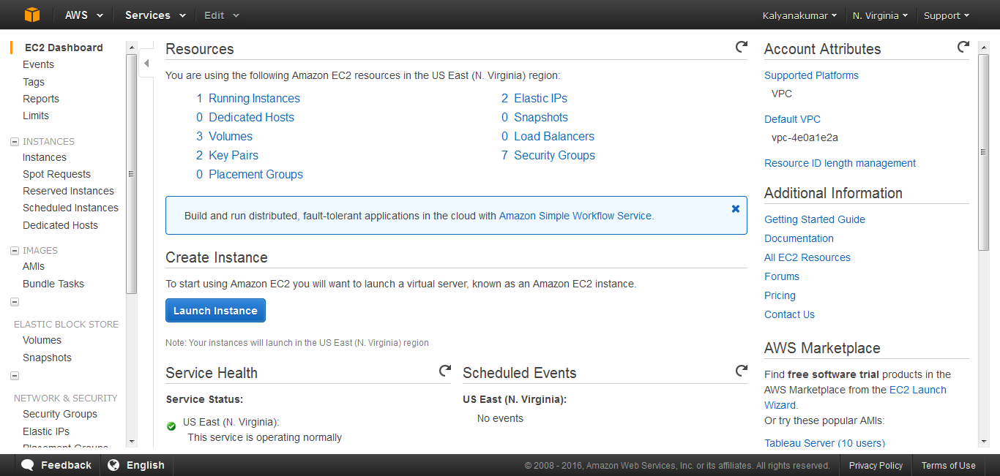 AWS Services Edit Kalyanakumar N. Virginia Support
EC2 Dashboard
Events
Tags
Reports
Limits
INSTANCES
Instances
Spot Requests
Reserved Instances
Scheduled Instances
Dedicated Hosts
IMAGES
AMIs
Bundle Tasks
ELASTIC BLOCK STORE
Volumes
Snapshots
NETWORK & SECURITY
Security Groups
Elastic IPs
Placement Groups
Resources
You are using the following Amazon EC2 resources in the US East (N. Virginia) region:
1 Running Instances
0 Dedicated Hosts
3 Volumes
2 Key Pairs
0 Placement Groups
2 Elastic IPs
0 Snapshots
0 Load Balancers
7 Security Groups
Build and run distributed, fault-tolerant applications in the cloud with Amazon Simple Workflow Service.
Create Instance
To start using Amazon EC2 you will want to launch a virtual server, known as an Amazon EC2 instance.
Launch Instance
Note: Your instances will launch in the US East (N. Virginia) region
Service Health
Service Status:
US East (N. Virginia):
This service is operating normally
Scheduled Events
US East (N. Virginia):
No events
Account Attributes
Supported Platforms
VPC
Default VPC
vpc-4e0a1e2a
Resource ID length management
Additional Information
Getting Started Guide
Documentation
All EC2 Resources
Forums
Pricing
Contact Us
AWS Marketplace
Find free software trial products in the
AWS Marketplace from the EC2 Launch
Wizard.
Or try these popular AMIs:
Tableau Server (10 users)
Feedback English © 2008 - 2016, Amazon Web Services, Inc. or its affiliates. All rights reserved. Privacy Policy Terms of Use